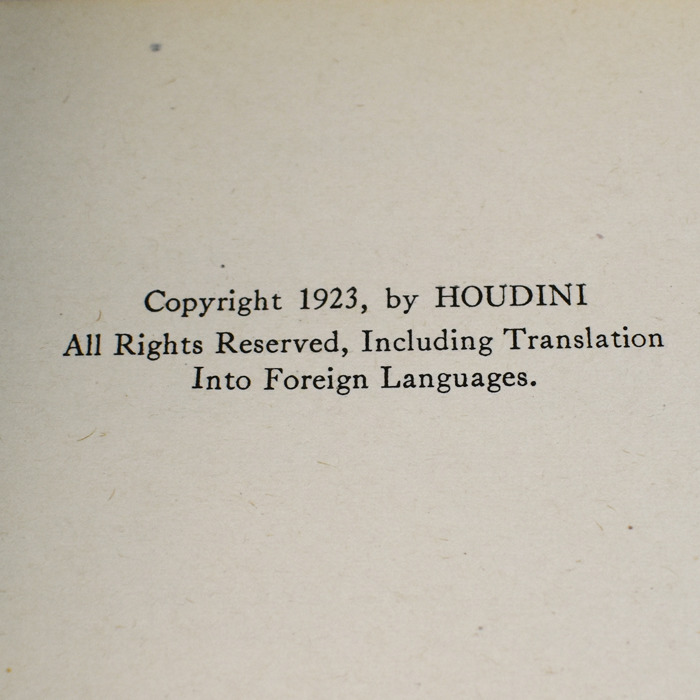 Copyright 1923, by HOUDINI
All Rights Reserved, Including Translation
Into Foreign Languages.